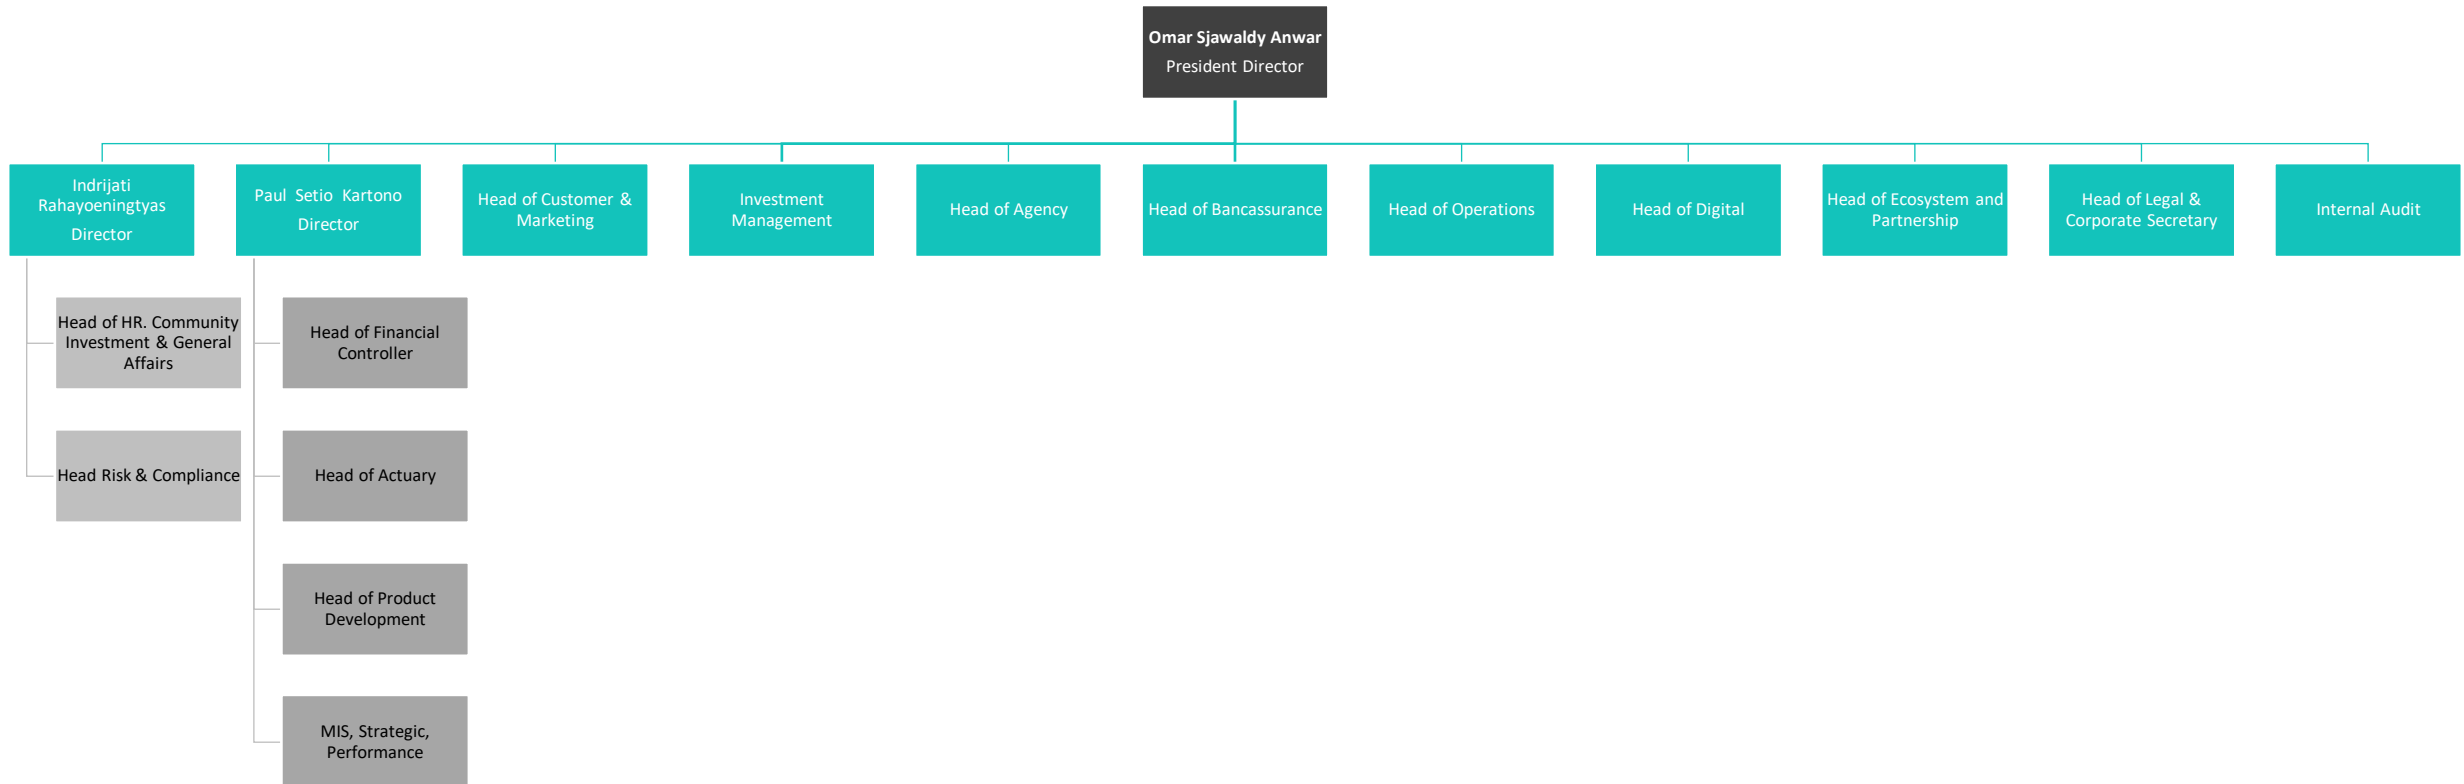 Omar Sjawaldy Anwar
President Director
Indrijati
Rahayoeningtyas
Director
Paul Setio Kartono
Director
Head of Customer &
Marketing
Investment
Management
Head of Agency
Head of Bancassurance
Head of Operations
Head of Digital
Head of Ecosystem and
Partnership
Head of Legal &
Corporate Secretary
Internal Audit
Head of HR. Community
Investment & General
Affairs
Head Risk & Compliance
Head of Financial
Controller
Head of Actuary
Head of Product
Development
MIS, Strategic,
Performance